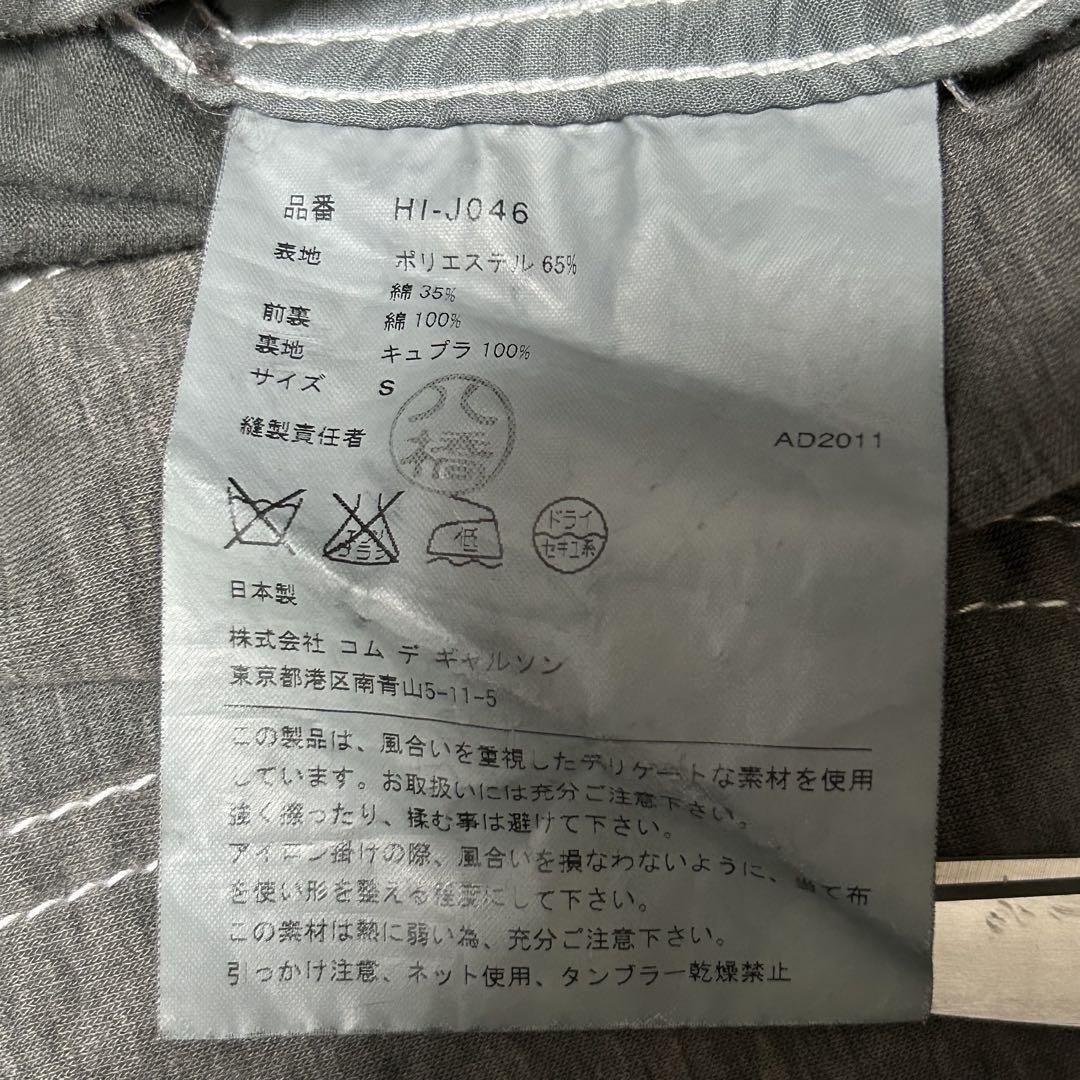 品番 HI-J046
表地 ポリエステル 65%
綿 35%
前裏 綿 100%
裏地 キュプラ 100%
サイズ S
縫製責任者 八橋 AD2011
エンソ サラシ 低 ドライ セキユ系
日本製
株式会社 コム デ ギャルソン
東京都港区南青山5-11-5
この製品は、風合いを重視したデリケートな素材を使用
しています。お取扱いには充分ご注意下さい。
強く擦ったり、揉む事は避けて下さい。
アイロン掛けの際、風合いを損なわないように、当て布
を使い形を整える程度にして下さい。
この素材は熱に弱い為、充分ご注意下さい。
引っかけ注意、ネット使用、タンブラー乾燥禁止